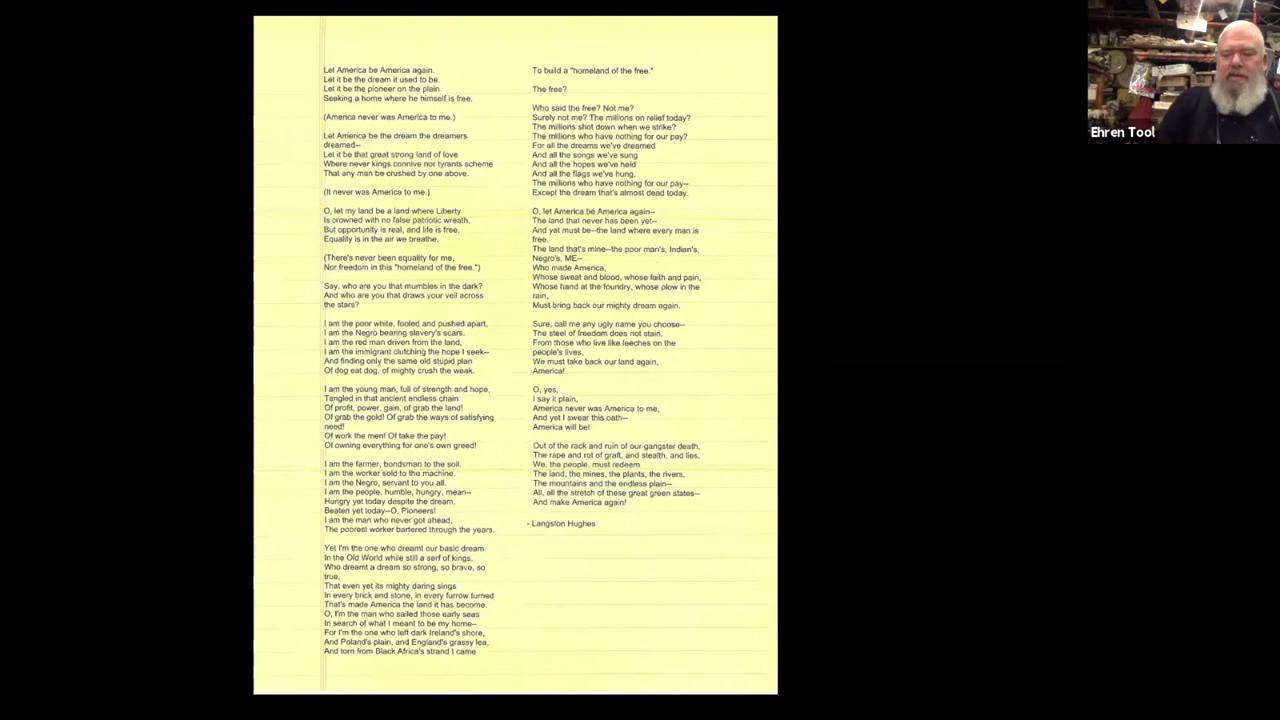 Let America be America again.
Let it be the dream it used to be.
Let it be the pioneer on the plain
Seeking a home where he himself is free.
(America never was America to me.)
Let America be the dream the dreamers
dreamed--
Let it be that great strong land of love
Where never kings connive nor tyrants scheme
That any man be crushed by one above.
(It never was America to me.)
O, let my land be a land where Liberty
Is crowned with no false patriotic wreath,
But opportunity is real, and life is free,
Equality is in the air we breathe.
(There's never been equality for me,
Nor freedom in this "homeland of the free.")
Say, who are you that mumbles in the dark?
And who are you that draws your veil across
the stars?
I am the poor white, fooled and pushed apart,
I am the Negro bearing slavery's scars.
I am the red man driven from the land,
I am the immigrant clutching the hope I seek--
And finding only the same old stupid plan
Of dog eat dog, of mighty crush the weak.
I am the young man, full of strength and hope,
Tangled in that ancient endless chain
Of profit, power, gain, of grab the land!
Of grab the gold! Of grab the ways of satisfying
need!
Of work the men! Of take the pay!
Of owning everything for one's own greed!
I am the farmer, bondsman to the soil.
I am the worker sold to the machine.
I am the Negro, servant to you all.
I am the people, humble, hungry, mean--
Hungry yet today despite the dream.
Beaten yet today--O, Pioneers!
I am the man who never got ahead,
The poorest worker bartered through the years.
Yet I'm the one who dreamt our basic dream
In the Old World while still a serf of kings,
Who dreamt a dream so strong, so brave, so
true,
That even yet its mighty daring sings
In every brick and stone, in every furrow turned
That's made America the land it has become.
O, I'm the man who sailed those early seas
In search of what I meant to be my home--
For I'm the one who left dark Ireland's shore,
And Poland's plain, and England's grassy lea,
And torn from Black Africa's strand I came
To build a "homeland of the free."
The free?
Who said the free? Not me?
Surely not me? The millions on relief today?
The millions shot down when we strike?
The millions who have nothing for our pay?
For all the dreams we've dreamed
And all the songs we've sung
And all the hopes we've held
And all the flags we've hung,
The millions who have nothing for our pay--
Except the dream that's almost dead today.
O, let America be America again--
The land that never has been yet--
And yet must be--the land where every man is
free.
The land that's mine--the poor man's, Indian's,
Negro's, ME--
Who made America,
Whose sweat and blood, whose faith and pain,
Whose hand at the foundry, whose plow in the
rain,
Must bring back our mighty dream again.
Sure, call me any ugly name you choose--
The steel of freedom does not stain.
From those who live like leeches on the
people's lives,
We must take back our land again,
America!
O, yes,
I say it plain,
America never was America to me,
And yet I swear this oath--
America will be!
Out of the rack and ruin of our gangster death,
The rape and rot of graft, and stealth, and lies,
We, the people, must redeem
The land, the mines, the plants, the rivers.
The mountains and the endless plain--
All, all the stretch of these great green states--
And make America again!
- Langston Hughes
Ehren Tool